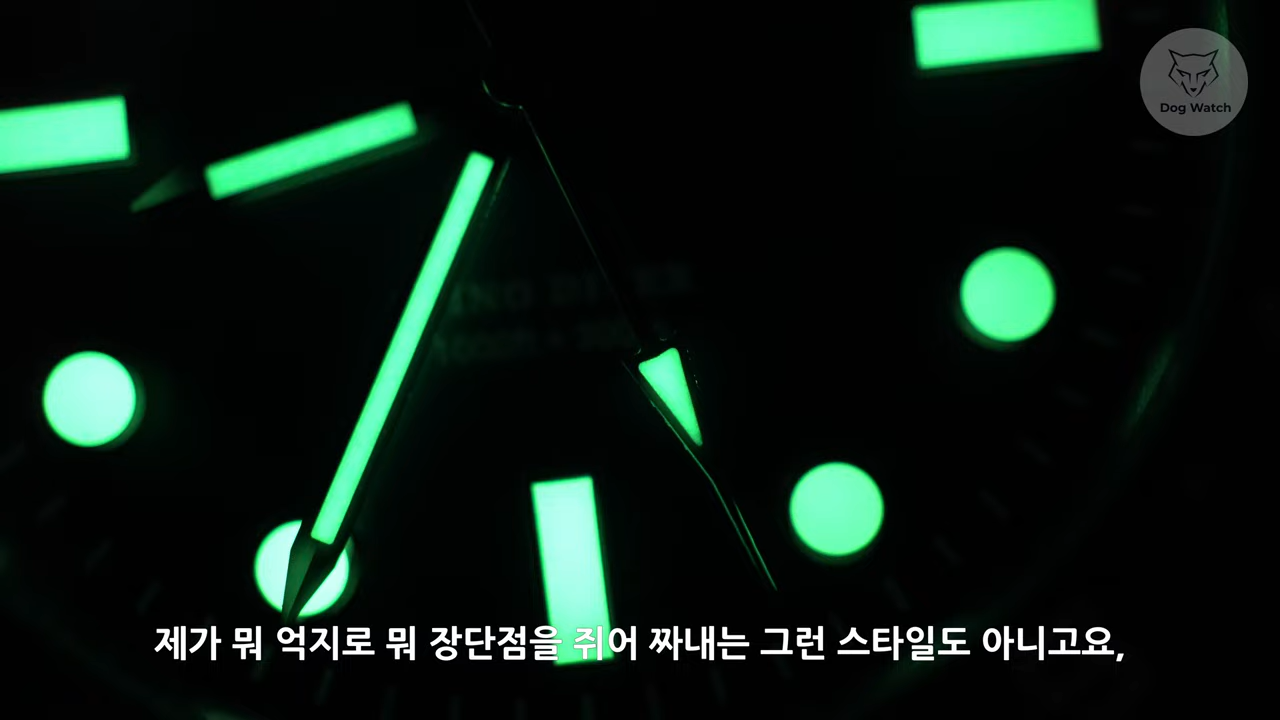 Dog Watch
제가 뭐 억지로 뭐 장단점을 쥐어 짜내는 그런 스타일도 아니고요,